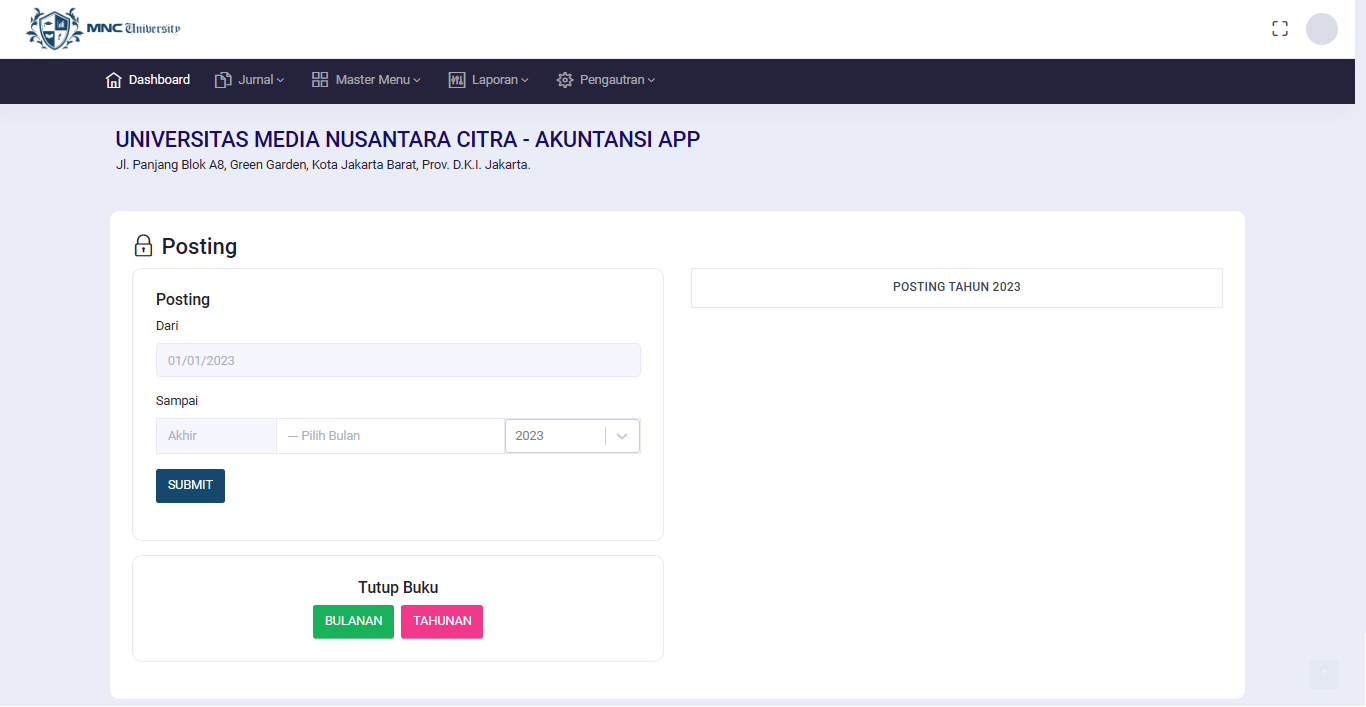 MNC University
Dashboard Jurnal Master Menu Laporan Pengautran
UNIVERSITAS MEDIA NUSANTARA CITRA - AKUNTANSI APP
Jl. Panjang Blok A8, Green Garden, Kota Jakarta Barat, Prov. D.K.I. Jakarta.
Posting
Posting
Dari
01/01/2023
Sampai
Akhir — Pilih Bulan 2023
SUBMIT
POSTING TAHUN 2023
Tutup Buku
BULANAN TAHUNAN